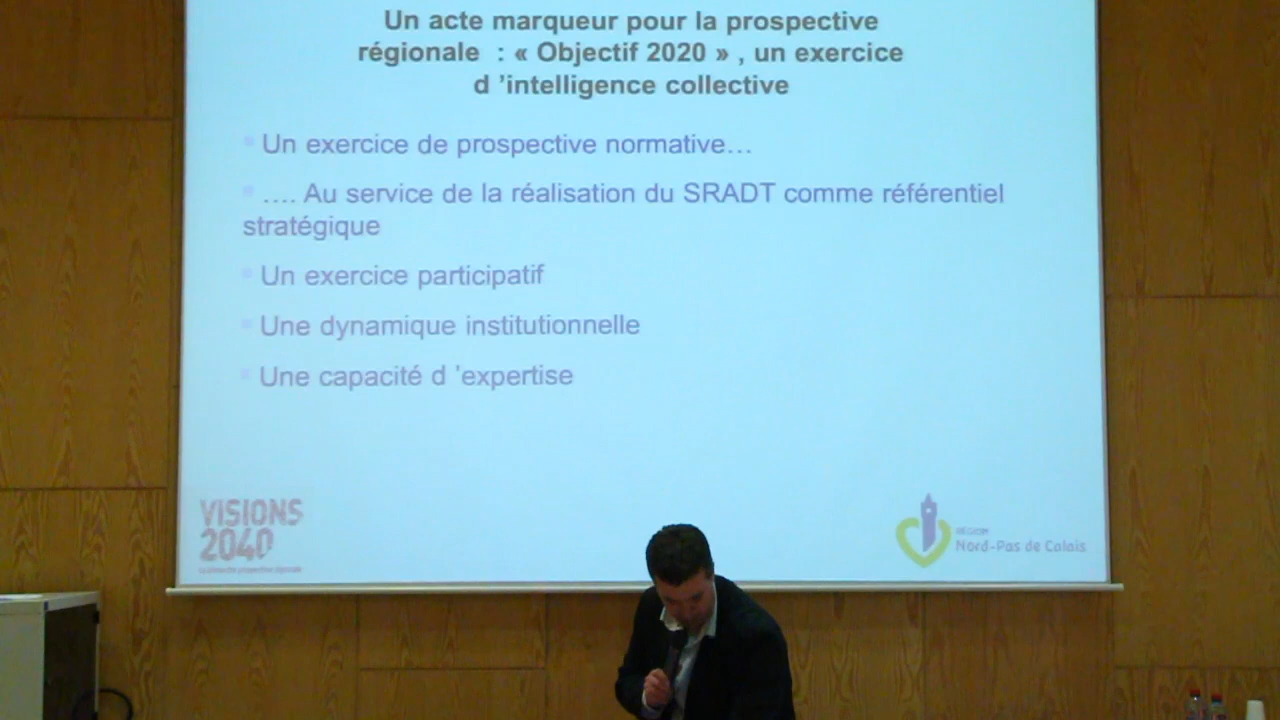 Un acte marqueur pour la prospective
régionale : « Objectif 2020 » , un exercice
d 'intelligence collective
Un exercice de prospective normative…
…. Au service de la réalisation du SRADT comme référentiel
stratégique
Un exercice participatif
Une dynamique institutionnelle
Une capacité d 'expertise
VISIONS
2040
RÉGION
Nord-Pas de Calais